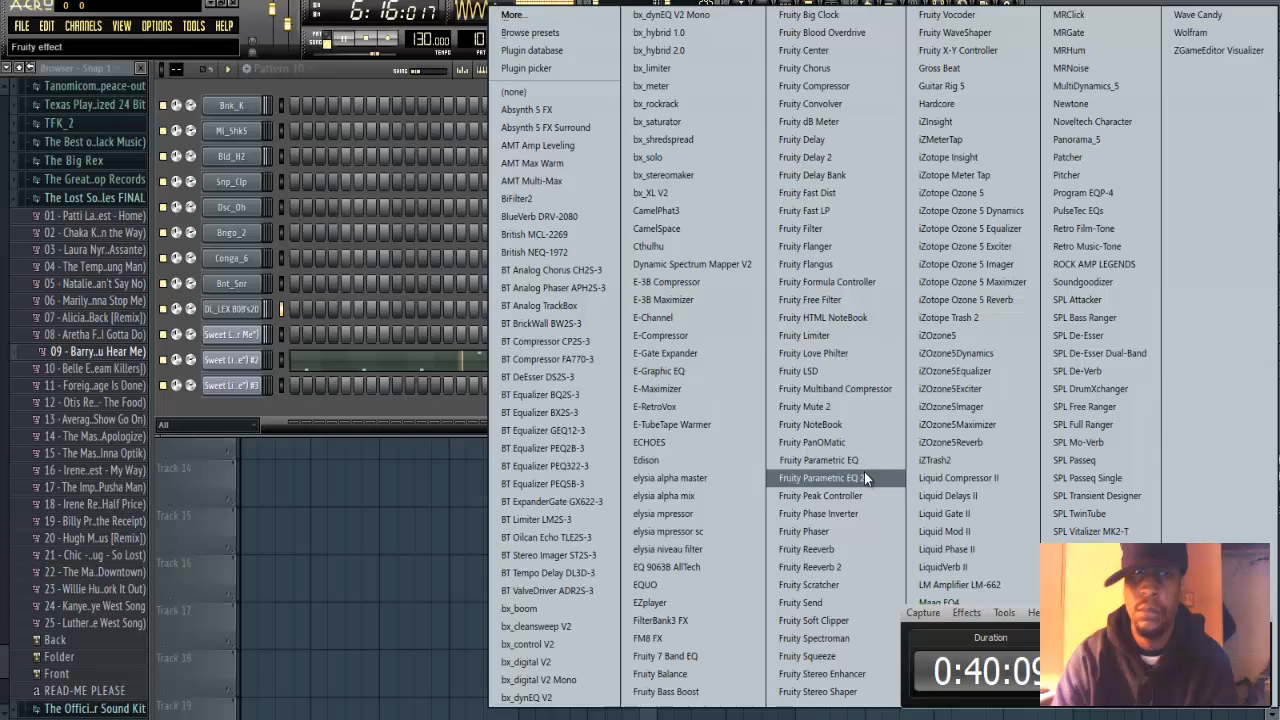 FILE EDIT VIEW OPTIONS TOOLS
Fruity effect
6:16:017
PAT
SONG
130.000
TEMPO
PAT
Browser - Snap 1
Pattern 10
SWING
Tanomicom...peace-out
Texas Play...ized 24 Bit
TFK_2
The Best o...lack Music)
The Big Rex
The Great...op Records
The Lost So...les FINAL
01 - Patti La...est - Home)
02 - Chaka K...n the Way)
03 - Laura Nyr...Assante)
04 - The Temp...ung Man)
05 - Natalie...an't Say No)
06 - Marily...nna Stop Me)
07 - Alicia...Back [Remix])
08 - Aretha F...I Gotta Do)
09 - Barry...u Hear Me)
10 - Belle E...eam Killers])
11 - Foreig...age Is Done)
12 - Otis Re... - The Food)
13 - Averag...Show Go On)
14 - The Mas...Apologize)
15 - The Mas...Inna Optik)
16 - Irene...est - My Way)
17 - The Imp...Pusha Man)
18 - Irene Re...Half Price)
19 - Billy Pr...the Receipt)
20 - Hugh M...us [Remix])
21 - Chic -...ug - So Lost)
22 - The Ma...Downtown)
23 - Willie Hu...ork It Out)
24 - Kanye...ye West Song)
25 - Luther...e West Song)
Back
Folder
Front
READ-ME PLEASE
The Offici...r Sound Kit
Bnk_K
Ml_Shk5
Bld_H2
Snp_Clp
Dsc_Oh
Bngo_2
Conga_6
Bnt_Snr
DL_LEX 808's20
Sweet (...r Me")
Sweet (i...e") #2
Sweet (i...e") #3
All
Track 14
Track 15
Track 16
Track 17
Track 18
Track 19
More...
Browse presets
Plugin database
Plugin picker
(none)
Absynth 5 FX
Absynth 5 FX Surround
AMT Amp Leveling
AMT Max Warm
AMT Multi-Max
BiFilter2
BlueVerb DRV-2080
British MCL-2269
British NEQ-1972
BT Analog Chorus CH2S-3
BT Analog Phaser APH2S-3
BT Analog TrackBox
BT BrickWall BW2S-3
BT Compressor CP2S-3
BT Compressor FA770-3
BT DeEsser DS2S-3
BT Equalizer BQ2S-3
BT Equalizer BX2S-3
BT Equalizer GEQ12-3
BT Equalizer PEQ2B-3
BT Equalizer PEQ322-3
BT Equalizer PEQ5B-3
BT ExpanderGate GX622-3
BT Limiter LM2S-3
BT Oilcan Echo TLE2S-3
BT Stereo Imager ST2S-3
BT Tempo Delay DL3D-3
BT ValveDriver ADR2S-3
bx_boom
bx_cleansweep V2
bx_control V2
bx_digital V2
bx_digital V2 Mono
bx_dynEQ V2
bx_dynEQ V2 Mono
bx_hybrid 1.0
bx_hybrid 2.0
bx_limiter
bx_meter
bx_rockrack
bx_saturator
bx_shredspread
bx_solo
bx_stereomaker
bx_XL V2
CamelPhat3
CamelSpace
Cthulhu
Dynamic Spectrum Mapper V2
E-3B Compressor
E-3B Maximizer
E-Channel
E-Compressor
E-Gate Expander
E-Graphic EQ
E-Maximizer
E-RetroVox
E-TubeTape Warmer
ECHOES
Edison
elysia alpha master
elysia alpha mix
elysia mpressor
elysia mpressor sc
elysia niveau filter
EQ 9063B AllTech
EQUO
EZplayer
FilterBank3 FX
FM8 FX
Fruity 7 Band EQ
Fruity Balance
Fruity Bass Boost
Fruity Big Clock
Fruity Blood Overdrive
Fruity Center
Fruity Chorus
Fruity Compressor
Fruity Convolver
Fruity dB Meter
Fruity Delay
Fruity Delay 2
Fruity Delay Bank
Fruity Fast Dist
Fruity Fast LP
Fruity Filter
Fruity Flanger
Fruity Flangus
Fruity Formula Controller
Fruity Free Filter
Fruity HTML NoteBook
Fruity Limiter
Fruity Love Philter
Fruity LSD
Fruity Multiband Compressor
Fruity Mute 2
Fruity NoteBook
Fruity PanOMatic
Fruity Parametric EQ
Fruity Parametric EQ 2
Fruity Peak Controller
Fruity Phase Inverter
Fruity Phaser
Fruity Reeverb
Fruity Reeverb 2
Fruity Scratcher
Fruity Send
Fruity Soft Clipper
Fruity Spectroman
Fruity Squeeze
Fruity Stereo Enhancer
Fruity Stereo Shaper
Fruity Vocoder
Fruity WaveShaper
Fruity X-Y Controller
Gross Beat
Guitar Rig 5
Hardcore
iZInsight
iZMeterTap
iZotope Insight
iZotope Meter Tap
iZotope Ozone 5
iZotope Ozone 5 Dynamics
iZotope Ozone 5 Equalizer
iZotope Ozone 5 Exciter
iZotope Ozone 5 Imager
iZotope Ozone 5 Maximizer
iZotope Ozone 5 Reverb
iZotope Trash 2
iZOzone5
iZOzone5Dynamics
iZOzone5Equalizer
iZOzone5Exciter
iZOzone5Imager
iZOzone5Maximizer
iZOzone5Reverb
iZTrash2
Liquid Compressor II
Liquid Delays II
Liquid Gate II
Liquid Mod II
Liquid Phase II
LiquidVerb II
LM Amplifier LM-662
Maag EQ4
MRClick
MRGate
MRHum
MRNoise
MultiDynamics_5
Newtone
Noveltech Character
Panorama_5
Patcher
Pitcher
Program EQP-4
PulseTec EQs
Retro Film-Tone
Retro Music-Tone
ROCK AMP LEGENDS
Soundgoodizer
SPL Attacker
SPL Bass Ranger
SPL De-Esser
SPL De-Esser Dual-Band
SPL De-Verb
SPL DrumXchanger
SPL Free Ranger
SPL Full Ranger
SPL Mo-Verb
SPL Passeq
SPL Passeq Single
SPL Transient Designer
SPL TwinTube
SPL Vitalizer MK2-T
Wave Candy
Wolfram
ZGameEditor Visualizer
Capture Effects Tools
Duration
0:40:09